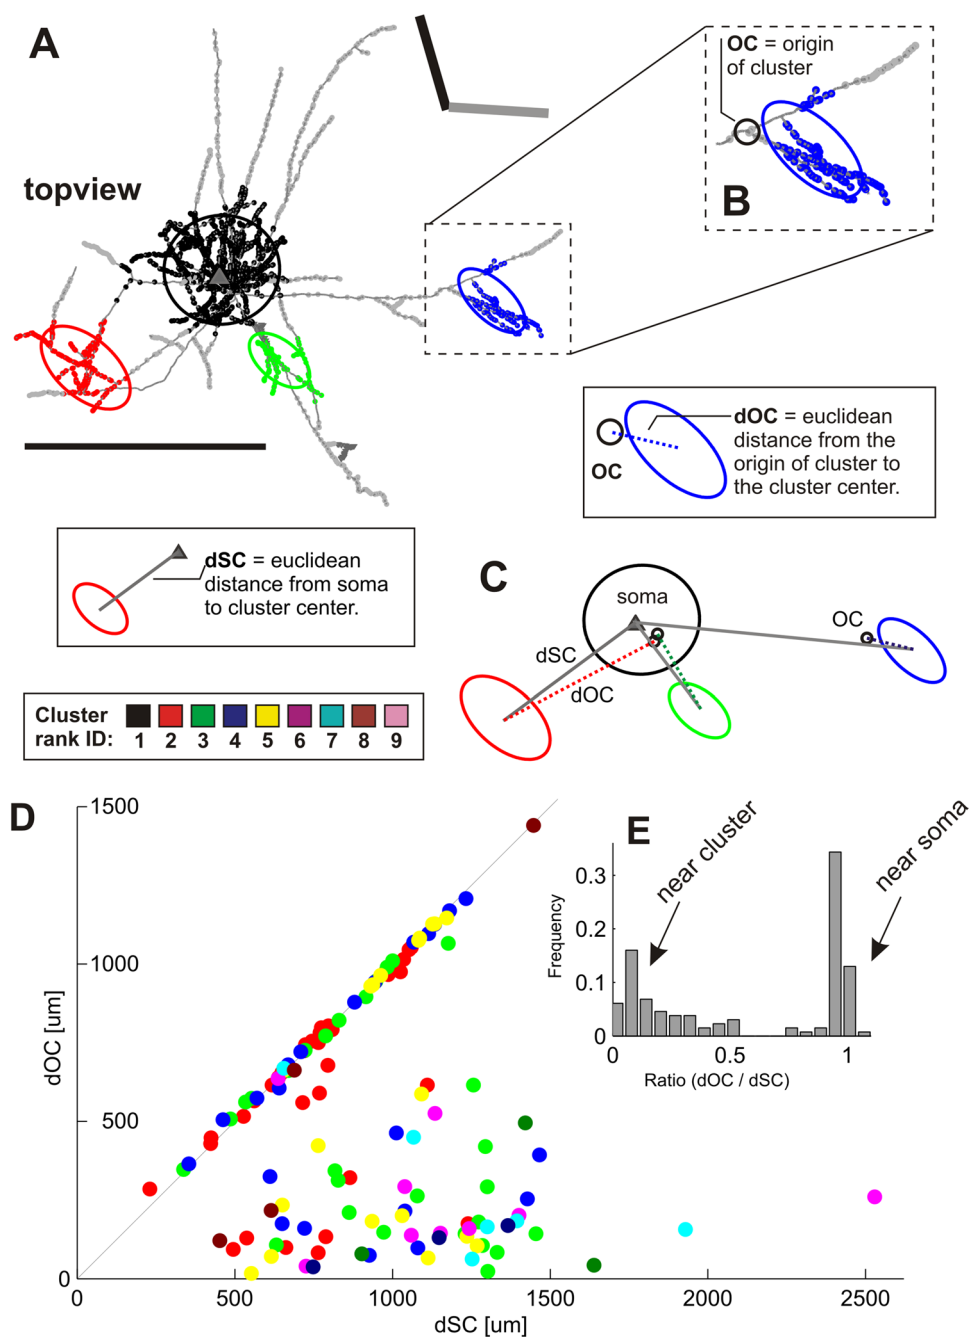 A
topview
OC = origin
of cluster
B
dOC = euclidean
distance from the
origin of cluster to
the cluster center.
OC
dSC = euclidean
distance from soma
to cluster center.
C
soma
OC
dSC
dOC
Cluster
rank ID:
1 2 3 4 5 6 7 8 9
D
1500
1000
500
0
dOC [um]
0 500 1000 1500 2000 2500
dSC [um]
E
near cluster
near soma
0.3
0.2
0.1
0
Frequency
0 0.5 1
Ratio (dOC / dSC)